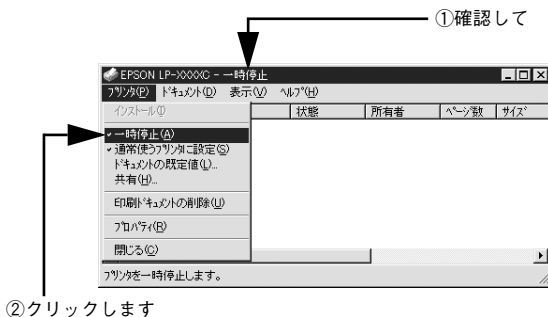 ①確認して
EPSON LP-XXXXC - 一時停止
プリンタ(P) ドキュメント(D) 表示(V) ヘルプ(H)
インストール(I) 状態 所有者 ページ数 サイズ
一時停止(A)
通常使うプリンタに設定(S)
ドキュメントの既定値(L)...
共有(H)...
印刷ドキュメントの削除(U)
プロパティ(R)
閉じる(C)
プリンタを一時停止します。
②クリックします